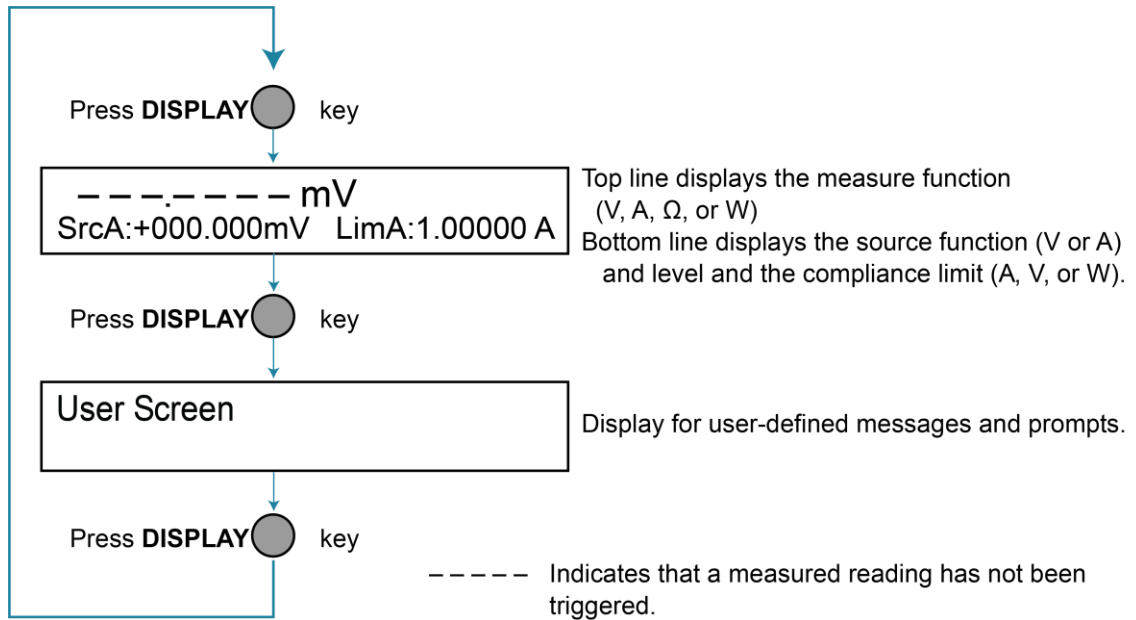 Press DISPLAY key
– – –.– – – – mV
SrcA:+000.000mV LimA:1.00000 A
Top line displays the measure function
(V, A, Ω, or W)
Bottom line displays the source function (V or A)
and level and the compliance limit (A, V, or W).
Press DISPLAY key
User Screen
Display for user-defined messages and prompts.
Press DISPLAY key
– – – – – Indicates that a measured reading has not been
triggered.